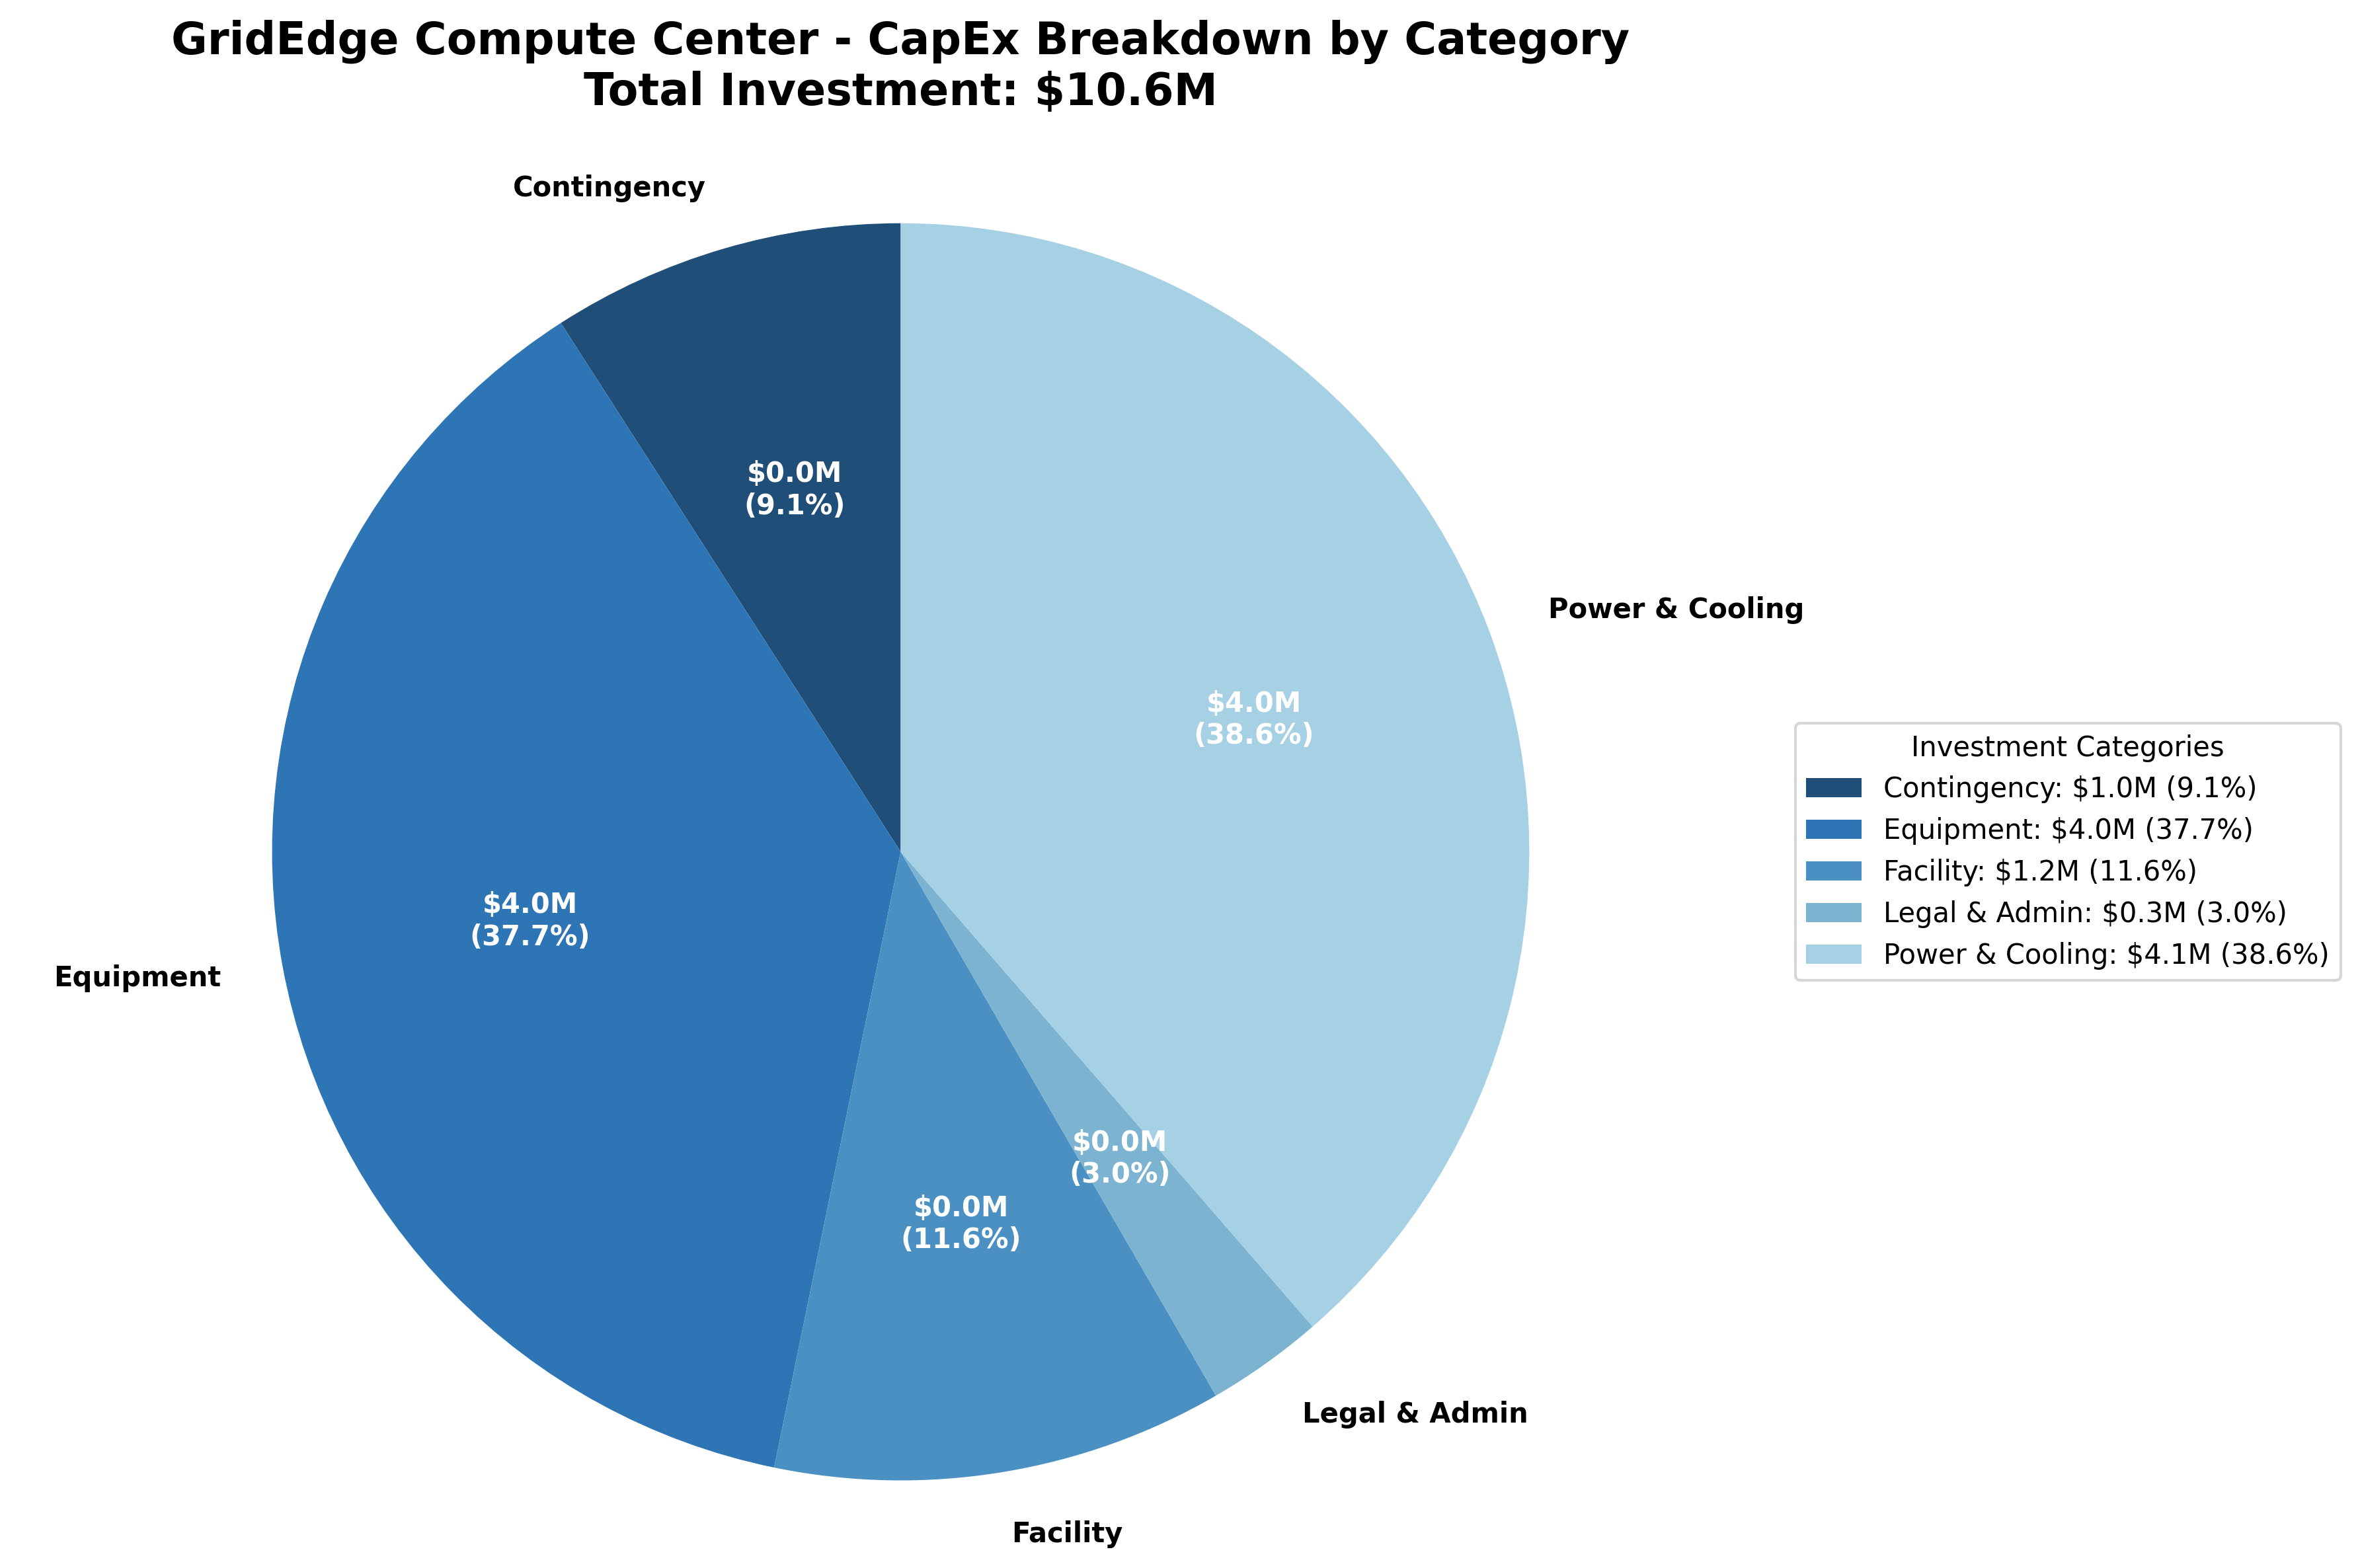 GridEdge Compute Center - CapEx Breakdown by Category
Total Investment: $10.6M
Contingency
$0.0M
(9.1%)
Power & Cooling
$4.0M
(38.6%)
Equipment
$4.0M
(37.7%)
$0.0M
(3.0%)
Legal & Admin
$0.0M
(11.6%)
Facility
Investment Categories
Contingency: $1.0M (9.1%)
Equipment: $4.0M (37.7%)
Facility: $1.2M (11.6%)
Legal & Admin: $0.3M (3.0%)
Power & Cooling: $4.1M (38.6%)